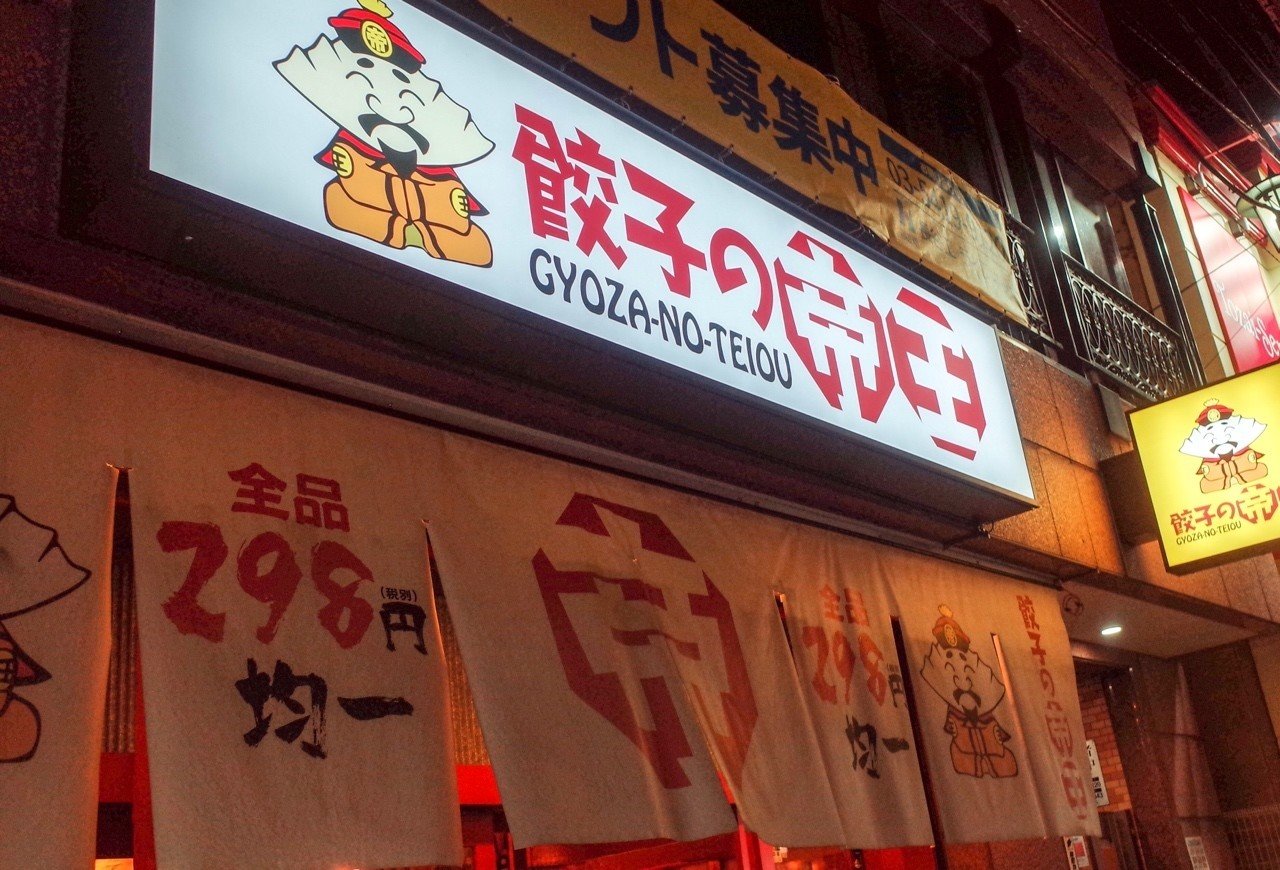 ト募集中
03-
帝
餃子の帝王
GYOZA-NO-TEIOU
餃子の帝
GYOZA-NO-TEIOU
全品
298円
(税別)
均一
帝
全品
298円
均一
餃子の帝王